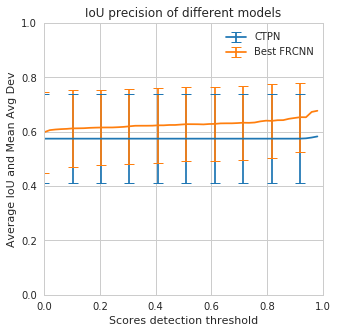 IoU precision of different models
CTPN
Best FRCNN
Average IoU and Mean Avg Dev
1.0
0.8
0.6
0.4
0.2
0.0
0.0 0.2 0.4 0.6 0.8 1.0
Scores detection threshold